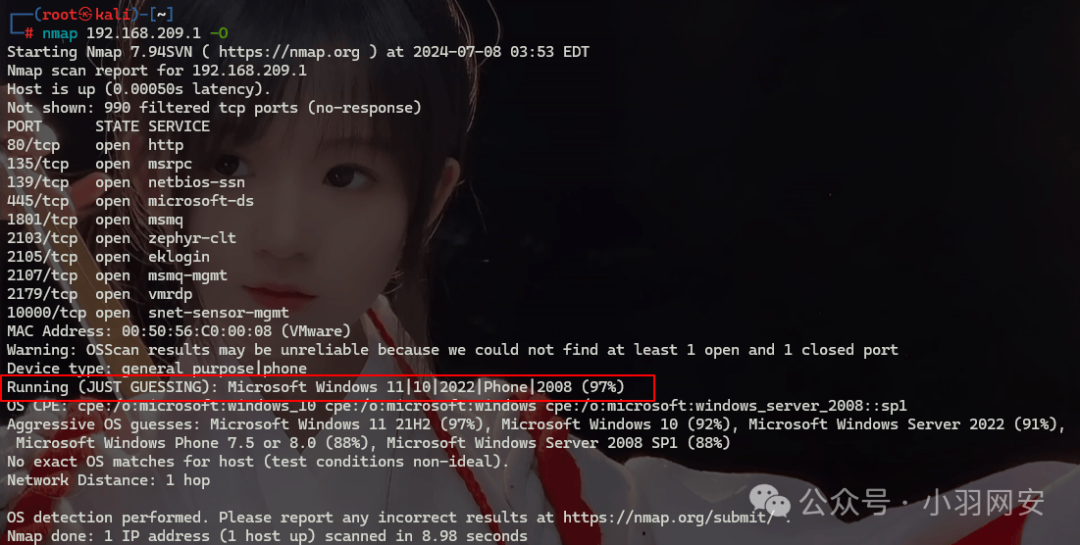 ┌──(root㉿kali)-[~]
└─# nmap 192.168.209.1 -O
Starting Nmap 7.94SVN ( https://nmap.org ) at 2024-07-08 03:53 EDT
Nmap scan report for 192.168.209.1
Host is up (0.00050s latency).
Not shown: 990 filtered tcp ports (no-response)
PORT      STATE SERVICE
80/tcp    open  http
135/tcp   open  msrpc
139/tcp   open  netbios-ssn
445/tcp   open  microsoft-ds
1801/tcp  open  msmq
2103/tcp  open  zephyr-clt
2105/tcp  open  eklogin
2107/tcp  open  msmq-mgmt
2179/tcp  open  vmrdp
10000/tcp open  snet-sensor-mgmt
MAC Address: 00:50:56:C0:00:08 (VMware)
Warning: OSScan results may be unreliable because we could not find at least 1 open and 1 closed port
Device type: general purpose|phone
Running (JUST GUESSING): Microsoft Windows 11|10|2022|Phone|2008 (97%)
OS CPE: cpe:/o:microsoft:windows_10 cpe:/o:microsoft:windows cpe:/o:microsoft:windows_server_2008::sp1
Aggressive OS guesses: Microsoft Windows 11 21H2 (97%), Microsoft Windows 10 (92%), Microsoft Windows Server 2022 (91%),
 Microsoft Windows Phone 7.5 or 8.0 (88%), Microsoft Windows Server 2008 SP1 (88%)
No exact OS matches for host (test conditions non-ideal).
Network Distance: 1 hop
OS detection performed. Please report any incorrect results at https://nmap.org/submit/ .
Nmap done: 1 IP address (1 host up) scanned in 8.98 seconds
公众号 · 小羽网安